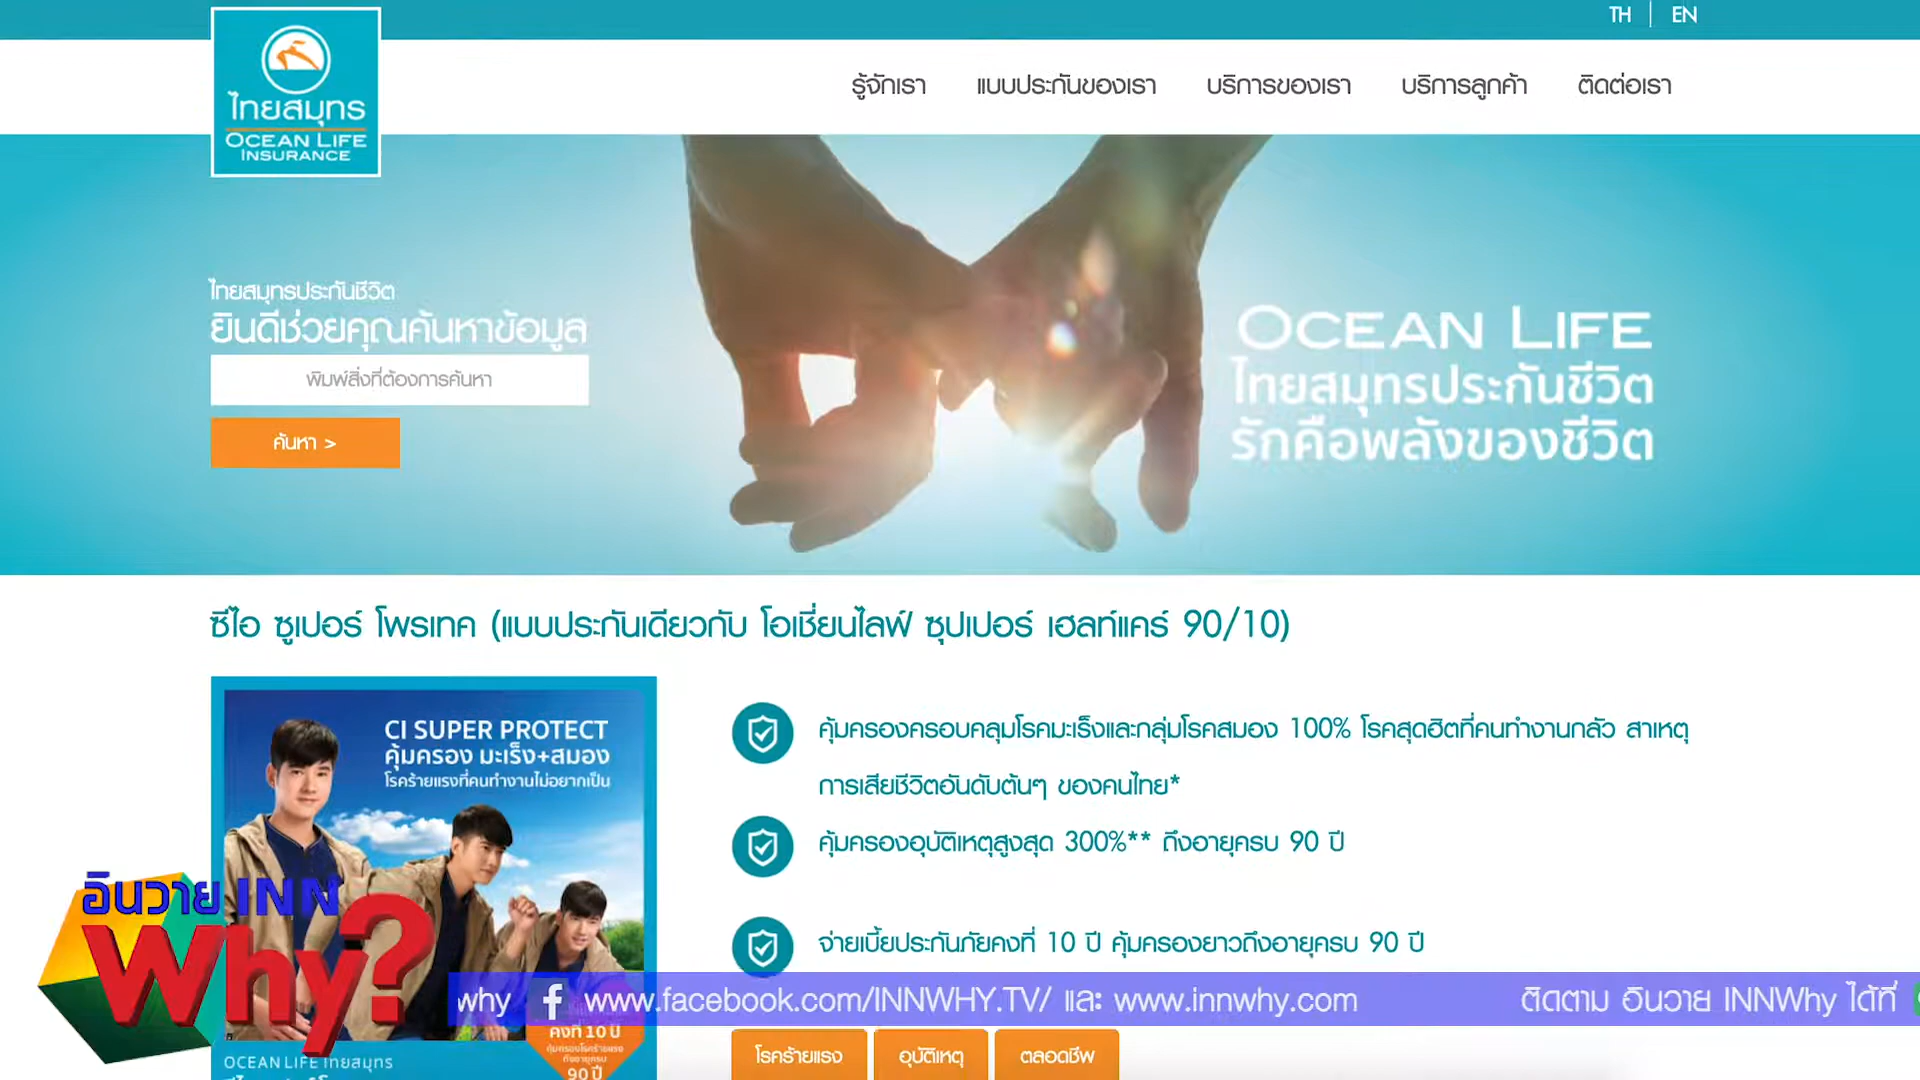 TH | EN
ไทยสมุทร
OCEAN LIFE
INSURANCE
รู้จักเรา แบบประกันของเรา บริการของเรา บริการลูกค้า ติดต่อเรา
ไทยสมุทรประกันชีวิต
ยินดีช่วยคุณค้นหาข้อมูล
พิมพ์สิ่งที่ต้องการค้นหา
ค้นหา >
OCEAN LIFE
ไทยสมุทรประกันชีวิต
รักคือพลังของชีวิต
ซีไอ ซูเปอร์ โพรเทค (แบบประกันเดียวกับ โอเชี่ยนไลฟ์ ซุปเปอร์ เฮลท์แคร์ 90/10)
CI SUPER PROTECT
คุ้มครอง มะเร็ง+สมอง
โรคร้ายแรงที่คนทำงานไม่อยากเป็น
คุ้มครองครอบคลุมโรคมะเร็งและกลุ่มโรคสมอง 100% โรคสุดฮิตที่คนทำงานกลัว สาเหตุ
การเสียชีวิตอันดับต้นๆ ของคนไทย*
คุ้มครองอุบัติเหตุสูงสุด 300%** ถึงอายุครบ 90 ปี
จ่ายเบี้ยประกันภัยคงที่ 10 ปี คุ้มครองยาวถึงอายุครบ 90 ปี
อินวาย INN
Why?
why www.facebook.com/INNWHY.TV/ และ www.innwhy.com ติดตาม อินวาย INNWhy ได้ที่
คงที่ 10 ปี
คุ้มครองโรคร้ายแรง
ถึงอายุครบ
90 ปี
OCEAN LIFE ไทยสมุทร
โรคร้ายแรง อุบัติเหตุ ตลอดชีพ